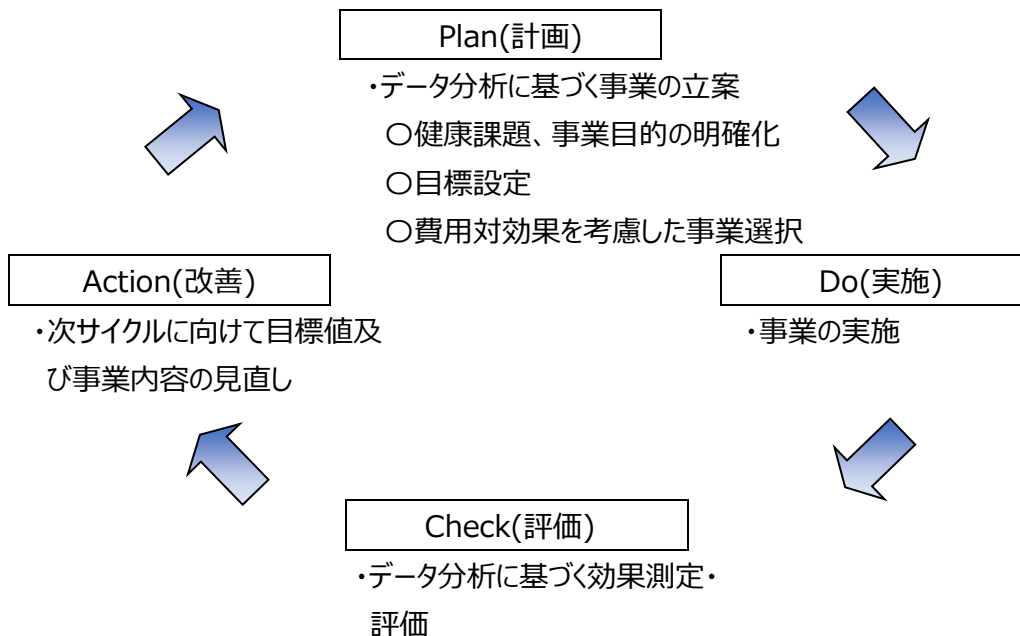 Plan(計画)
・データ分析に基づく事業の立案
〇健康課題、事業目的の明確化
〇目標設定
〇費用対効果を考慮した事業選択
Action(改善)
・次サイクルに向けて目標値及
び事業内容の見直し
Do(実施)
・事業の実施
Check(評価)
・データ分析に基づく効果測定・
評価